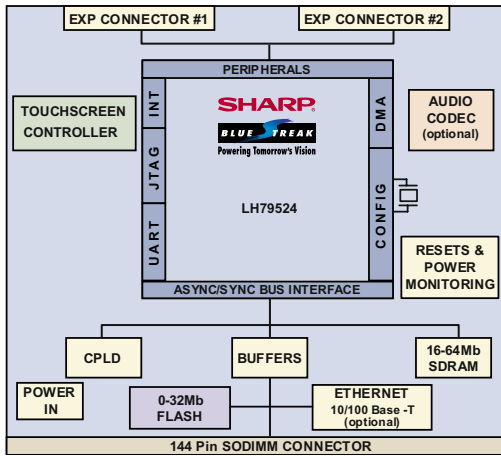 EXP CONNECTOR #1
EXP CONNECTOR #2
PERIPHERALS
TOUCHSCREEN
CONTROLLER
INT
JTAG
UART
SHARP®
BLUE STREAK
Powering Tomorrow's Vision
LH79524
DMA
CONFIG
AUDIO
CODEC
(optional)
RESETS &
POWER
MONITORING
ASYNC/SYNC BUS INTERFACE
CPLD
BUFFERS
16-64Mb
SDRAM
POWER
IN
0-32Mb
FLASH
ETHERNET
10/100 Base -T
(optional)
144 Pin SODIMM CONNECTOR